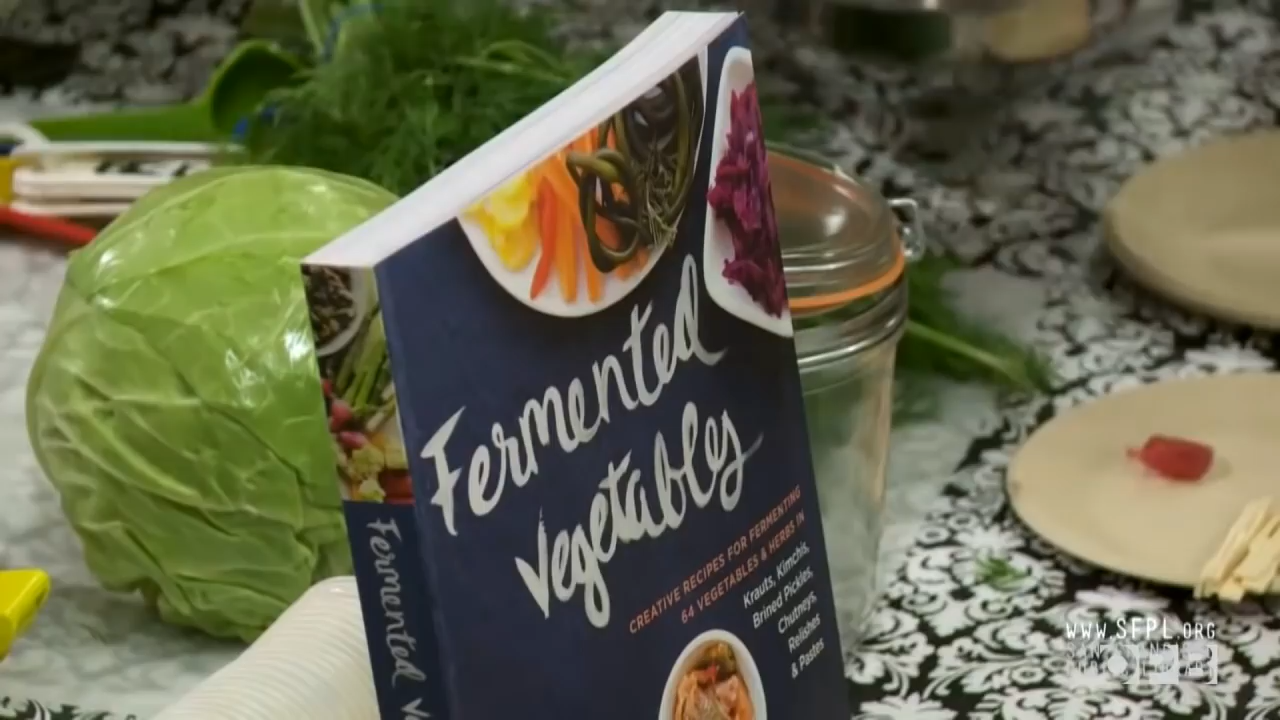 Fermented
Vegetables
CREATIVE RECIPES FOR FERMENTING
64 VEGETABLES & HERBS IN
Krauts, Kimchis,
Brined Pickles,
Chutneys,
Relishes
& Pastes
Fermented
WWW.SFPL.ORG